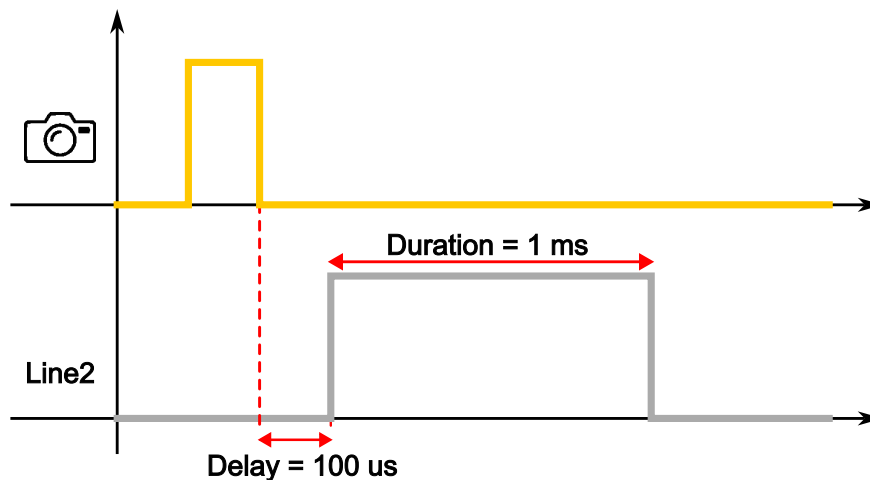 Duration = 1 ms
Line2
Delay = 100 us